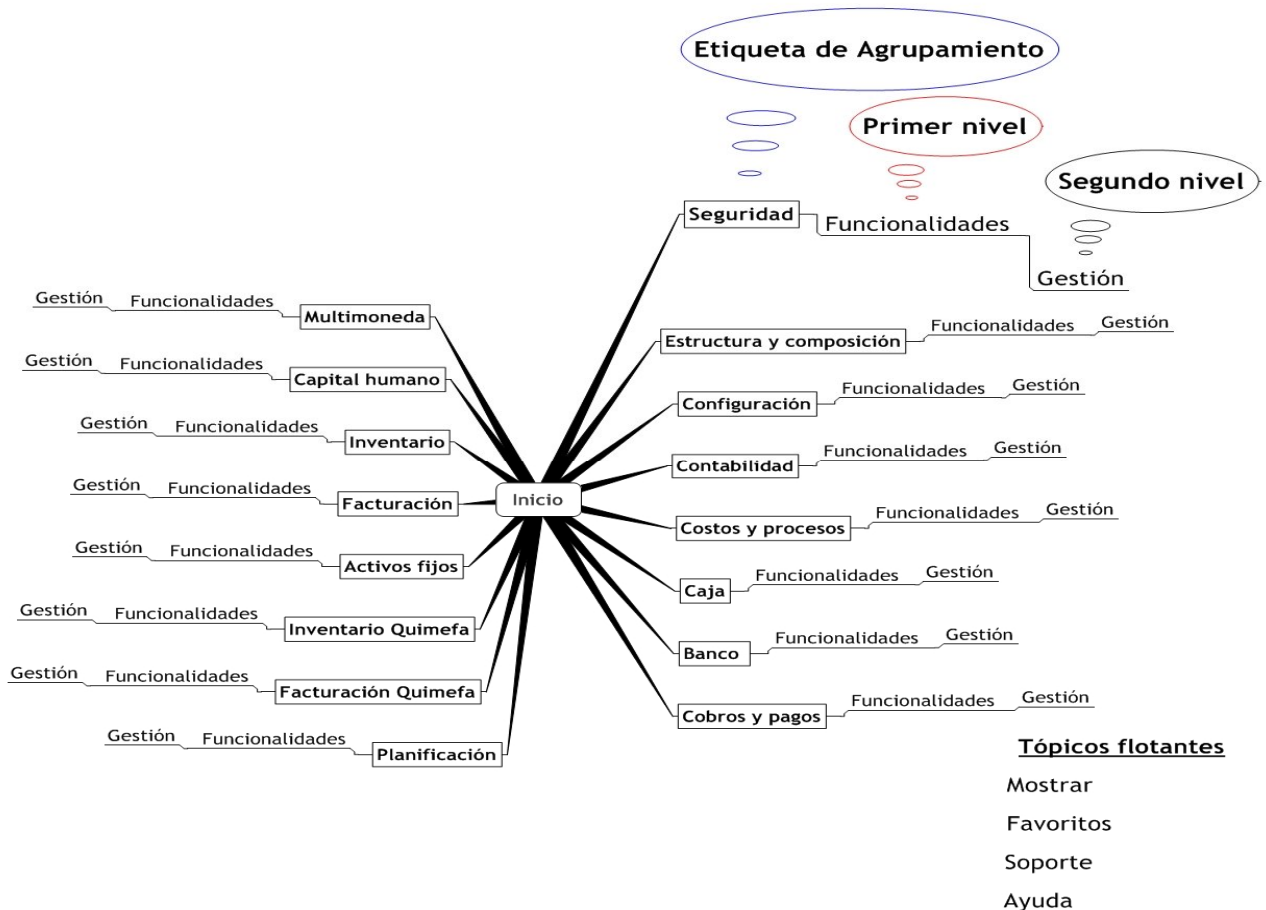 Etiqueta de Agrupamiento
Primer nivel
Segundo nivel
Seguridad
Funcionalidades
Gestión
Gestión Funcionalidades Multimoneda
Gestión Funcionalidades Capital humano
Gestión Funcionalidades Inventario
Gestión Funcionalidades Facturación
Gestión Funcionalidades Activos fijos
Gestión Funcionalidades Inventario Quimefa
Gestión Funcionalidades Facturación Quimefa
Gestión Funcionalidades Planificación
Inicio
Estructura y composición Funcionalidades Gestión
Configuración Funcionalidades Gestión
Contabilidad Funcionalidades Gestión
Costos y procesos Funcionalidades Gestión
Caja Funcionalidades Gestión
Banco Funcionalidades Gestión
Cobros y pagos Funcionalidades Gestión
Tópicos flotantes
Mostrar
Favoritos
Soporte
Ayuda